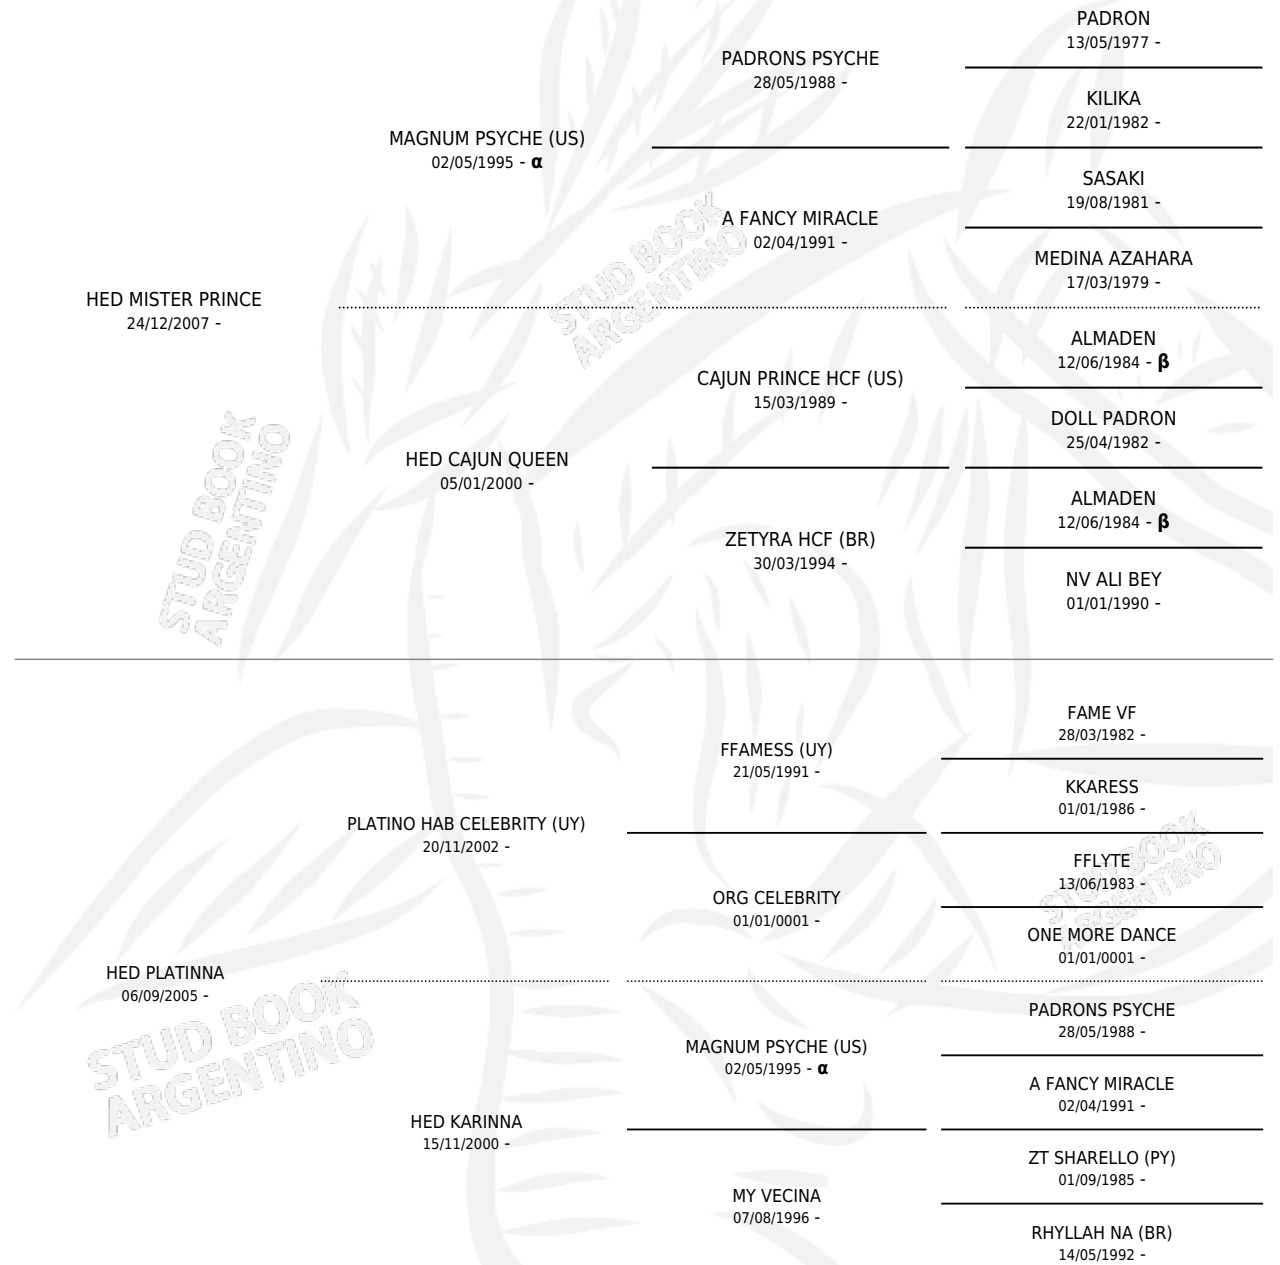 PADRON
13/05/1977 -
PADRONS PSYCHE
28/05/1988 -
KILIKA
22/01/1982 -
MAGNUM PSYCHE (US)
02/05/1995 - α
SASAKI
19/08/1981 -
A FANCY MIRACLE
02/04/1991 -
MEDINA AZAHARA
17/03/1979 -
HED MISTER PRINCE
24/12/2007 -
ALMADEN
12/06/1984 - β
CAJUN PRINCE HCF (US)
15/03/1989 -
DOLL PADRON
25/04/1982 -
HED CAJUN QUEEN
05/01/2000 -
ALMADEN
12/06/1984 - β
ZETYRA HCF (BR)
30/03/1994 -
NV ALI BEY
01/01/1990 -
STUD BOOK
ARGENTINO
STUD BOOK
ARGENTINO
FAME VF
28/03/1982 -
FFAMESS (UY)
21/05/1991 -
KKARESS
01/01/1986 -
PLATINO HAB CELEBRITY (UY)
20/11/2002 -
FFLYTE
13/06/1983 -
ORG CELEBRITY
01/01/0001 -
ONE MORE DANCE
01/01/0001 -
HED PLATINNA
06/09/2005 -
PADRONS PSYCHE
28/05/1988 -
MAGNUM PSYCHE (US)
02/05/1995 - α
A FANCY MIRACLE
02/04/1991 -
HED KARINNA
15/11/2000 -
ZT SHARELLO (PY)
01/09/1985 -
MY VECINA
07/08/1996 -
RHYLLAH NA (BR)
14/05/1992 -
STUD BOOK
ARGENTINO
STUD BOOK
ARGENTINO